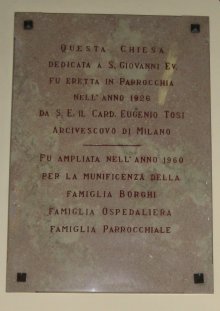 QUESTA CHIESA
DEDICATA A S. GIOVANNI EV.
FU ERETTA IN PARROCCHIA
NELL'ANNO 1926
DA S. E. IL CARD. EUGENIO TOSI
ARCIVESCOVO DI MILANO
FU AMPLIATA NELL'ANNO 1960
PER LA MUNIFICENZA DELLA
FAMIGLIA BORGHI
FAMIGLIA OSPEDALIERA
FAMIGLIA PARROCCHIALE